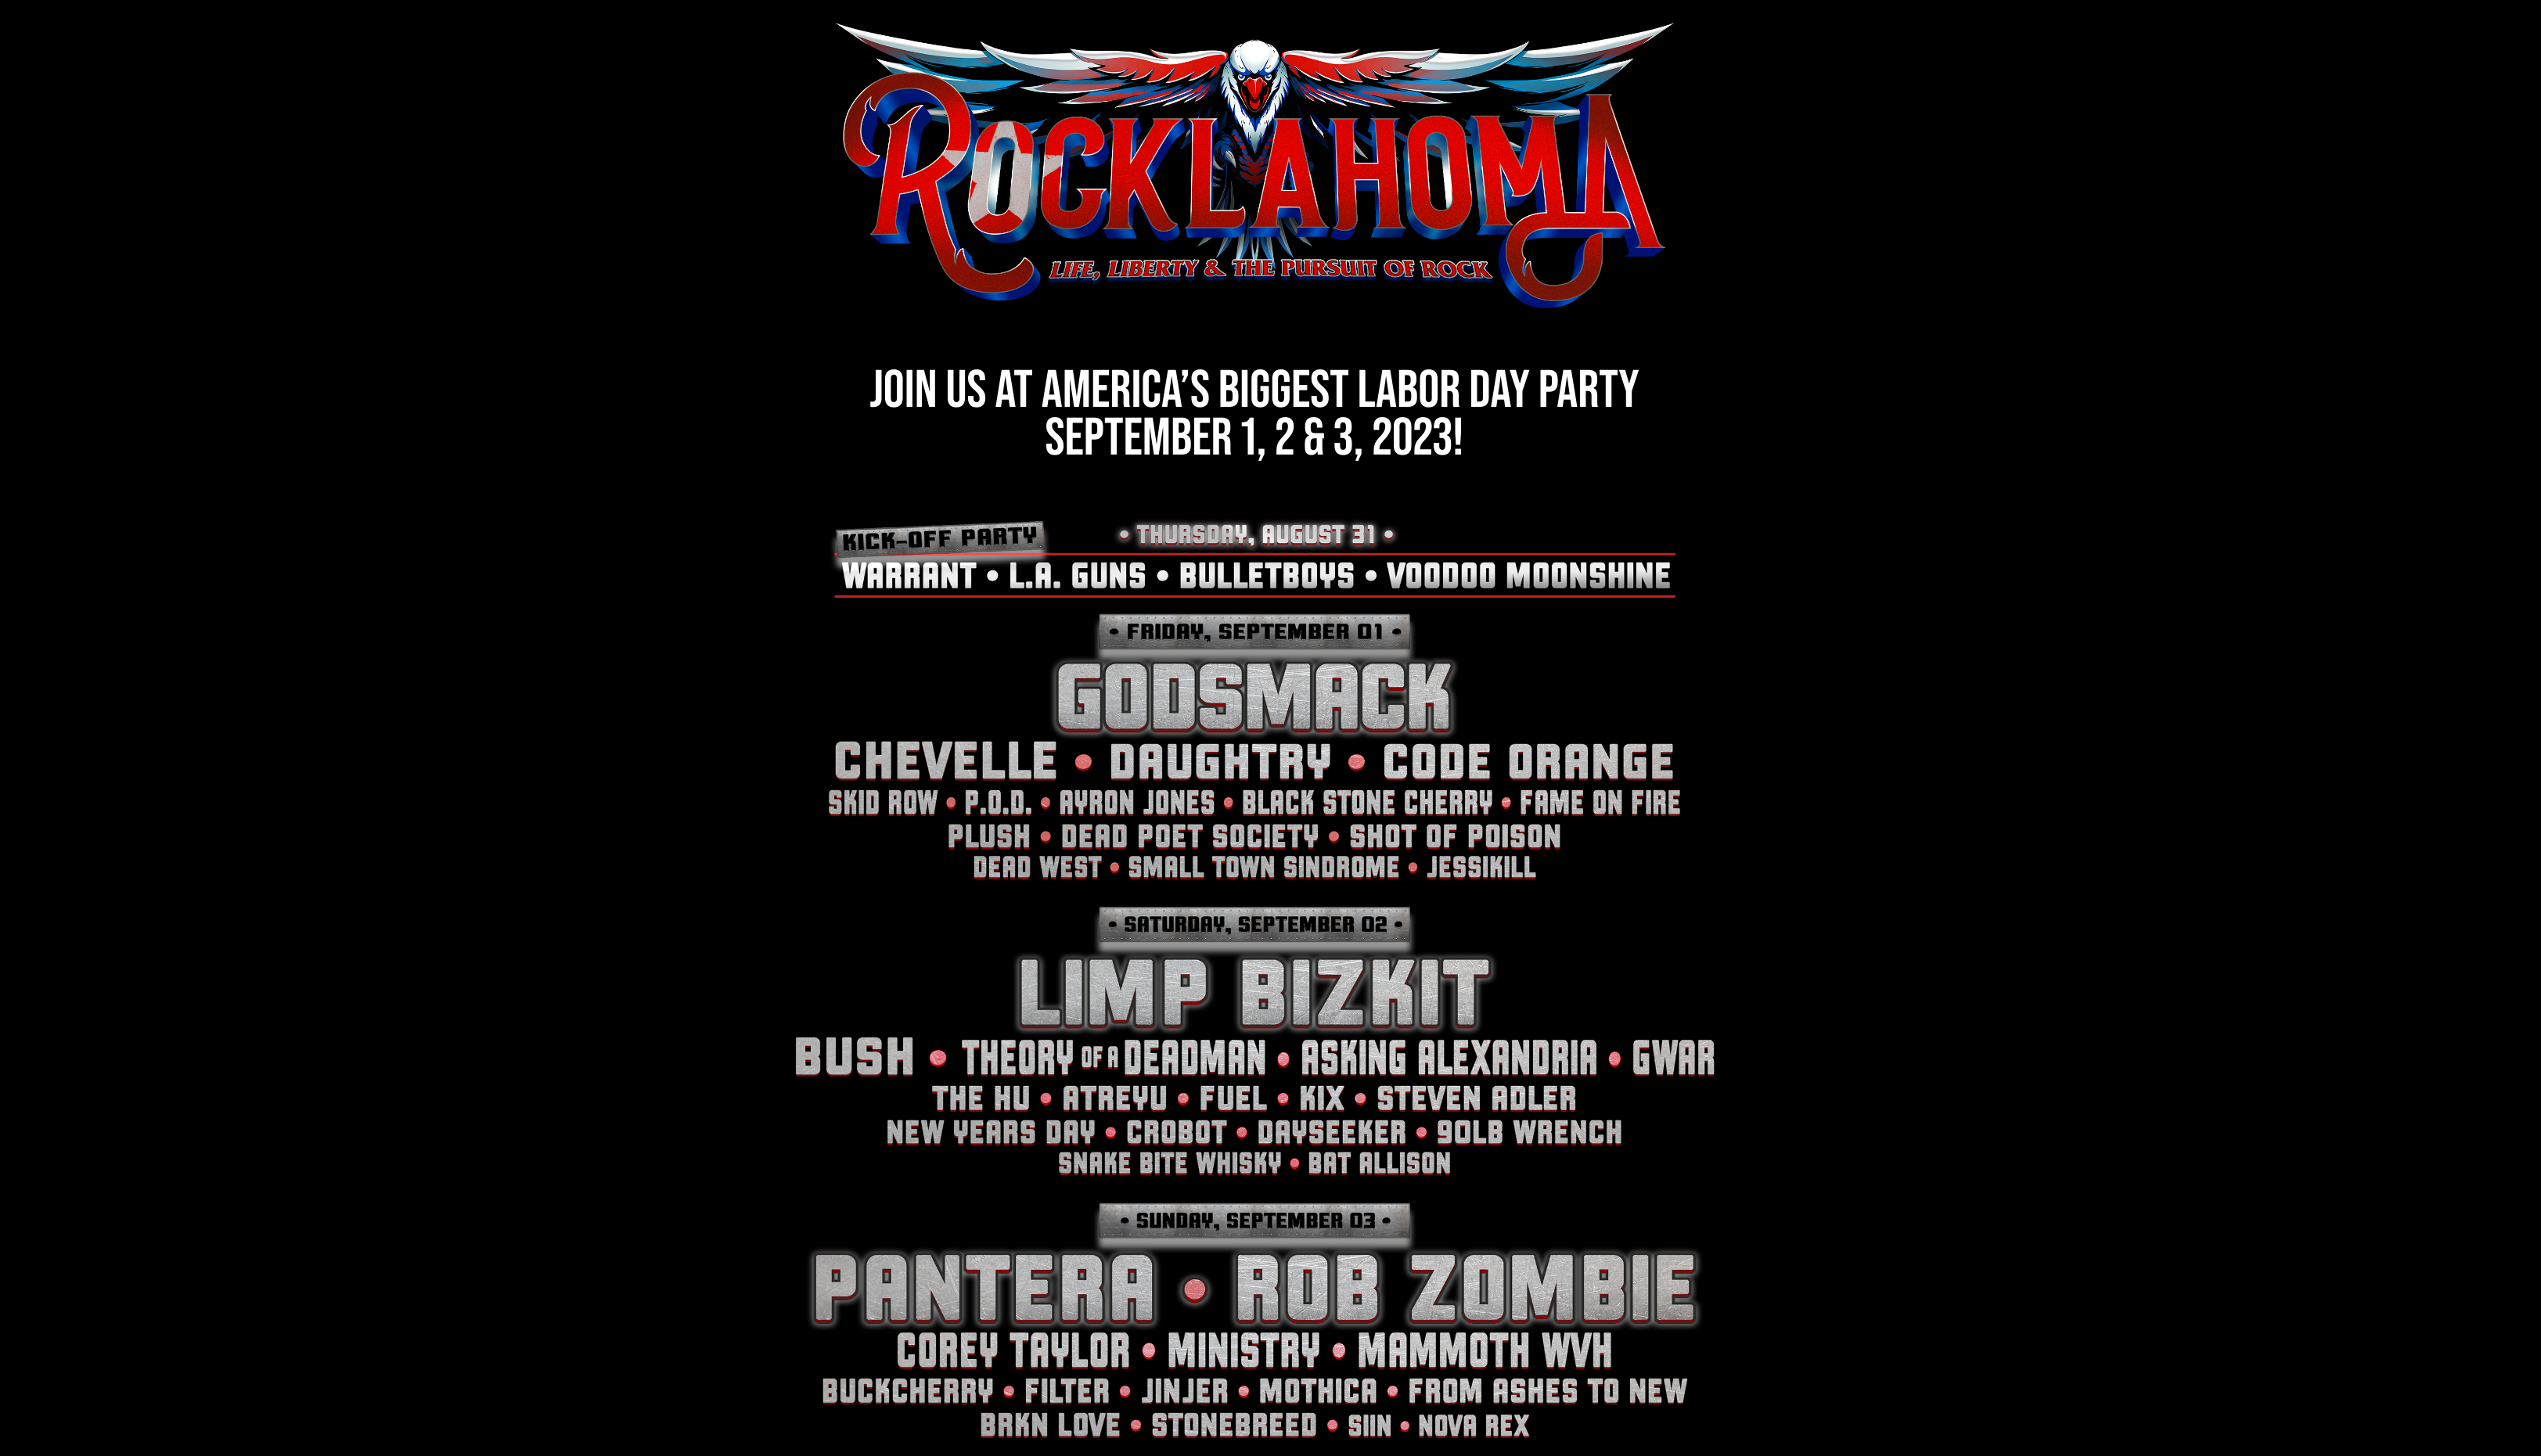 ROCKLAHOMA
LIFE, LIBERTY & THE PURSUIT OF ROCK
JOIN US AT AMERICA'S BIGGEST LABOR DAY PARTY
SEPTEMBER 1, 2 & 3, 2023!
KICK-OFF PARTY
• THURSDAY, AUGUST 31 •
WARRANT • L.A. GUNS • BULLETBOYS • VOODOO MOONSHINE
• FRIDAY, SEPTEMBER 01 •
GODSMACK
CHEVELLE • DAUGHTRY • CODE ORANGE
SKID ROW • P.O.D. • AYRON JONES • BLACK STONE CHERRY • FAME ON FIRE
PLUSH • DEAD POET SOCIETY • SHOT OF POISON
DEAD WEST • SMALL TOWN SINDROME • JESSIKILL
• SATURDAY, SEPTEMBER 02 •
LIMP BIZKIT
BUSH • THEORY OF A DEADMAN • ASKING ALEXANDRIA • GWAR
THE HU • ATREYU • FUEL • KIX • STEVEN ADLER
NEW YEARS DAY • CROBOT • DAYSEEKER • 90LB WRENCH
SNAKE BITE WHISKY • BAT ALLISON
• SUNDAY, SEPTEMBER 03 •
PANTERA • ROB ZOMBIE
COREY TAYLOR • MINISTRY • MAMMOTH WVH
BUCKCHERRY • FILTER • JINJER • MOTHICA • FROM ASHES TO NEW
BRKN LOVE • STONEBREED • SIIN • NOVA REX